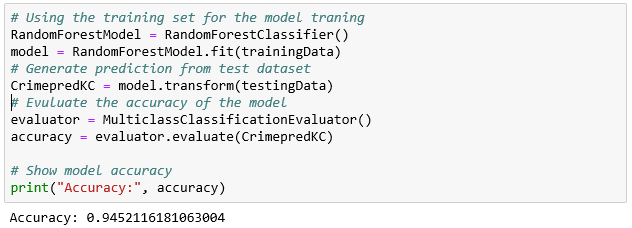 # Using the training set for the model traning
RandomForestModel = RandomForestClassifier()
model = RandomForestModel.fit(trainingData)
# Generate prediction from test dataset
CrimepredKC = model.transform(testingData)
# Evuluate the accuracy of the model
evaluator = MulticlassClassificationEvaluator()
accuracy = evaluator.evaluate(CrimepredKC)
# Show model accuracy
print("Accuracy:", accuracy)
Accuracy: 0.9452116181063004